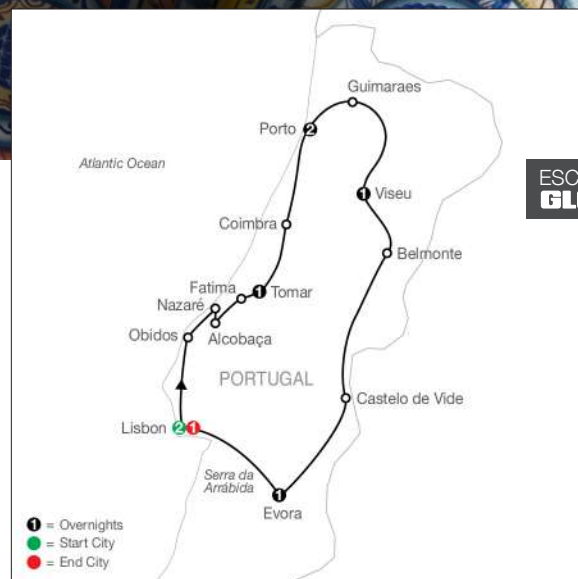 Guimaraes
Porto 2
Atlantic Ocean
ESC
GL
1 Viseu
Coimbra
Belmonte
Fatima
1 Tomar
Nazaré
Obidos
Alcobaça
PORTUGAL
Castelo de Vide
Lisbon 2 1
Serra da
Arrábida
1
Evora
1 = Overnights
= Start City
= End City